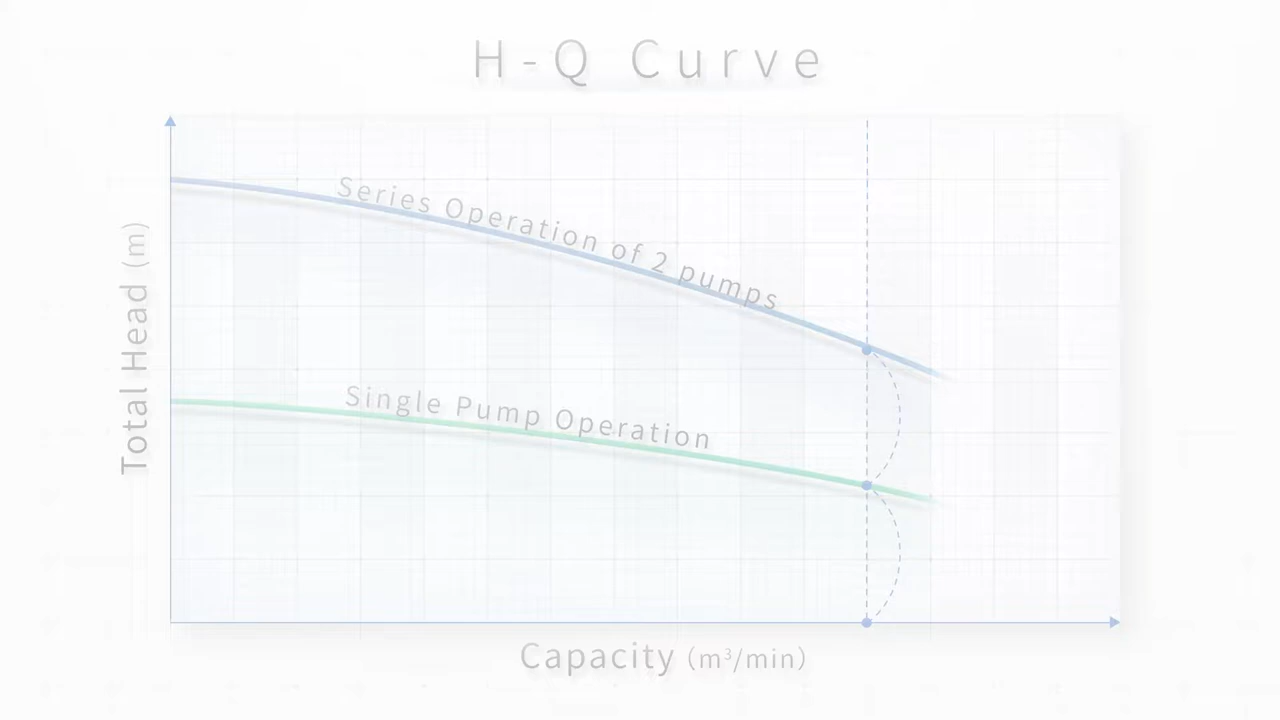 H-Q Curve
Series Operation of 2 pumps
Single Pump Operation
Total Head (m)
Capacity (m³/min)